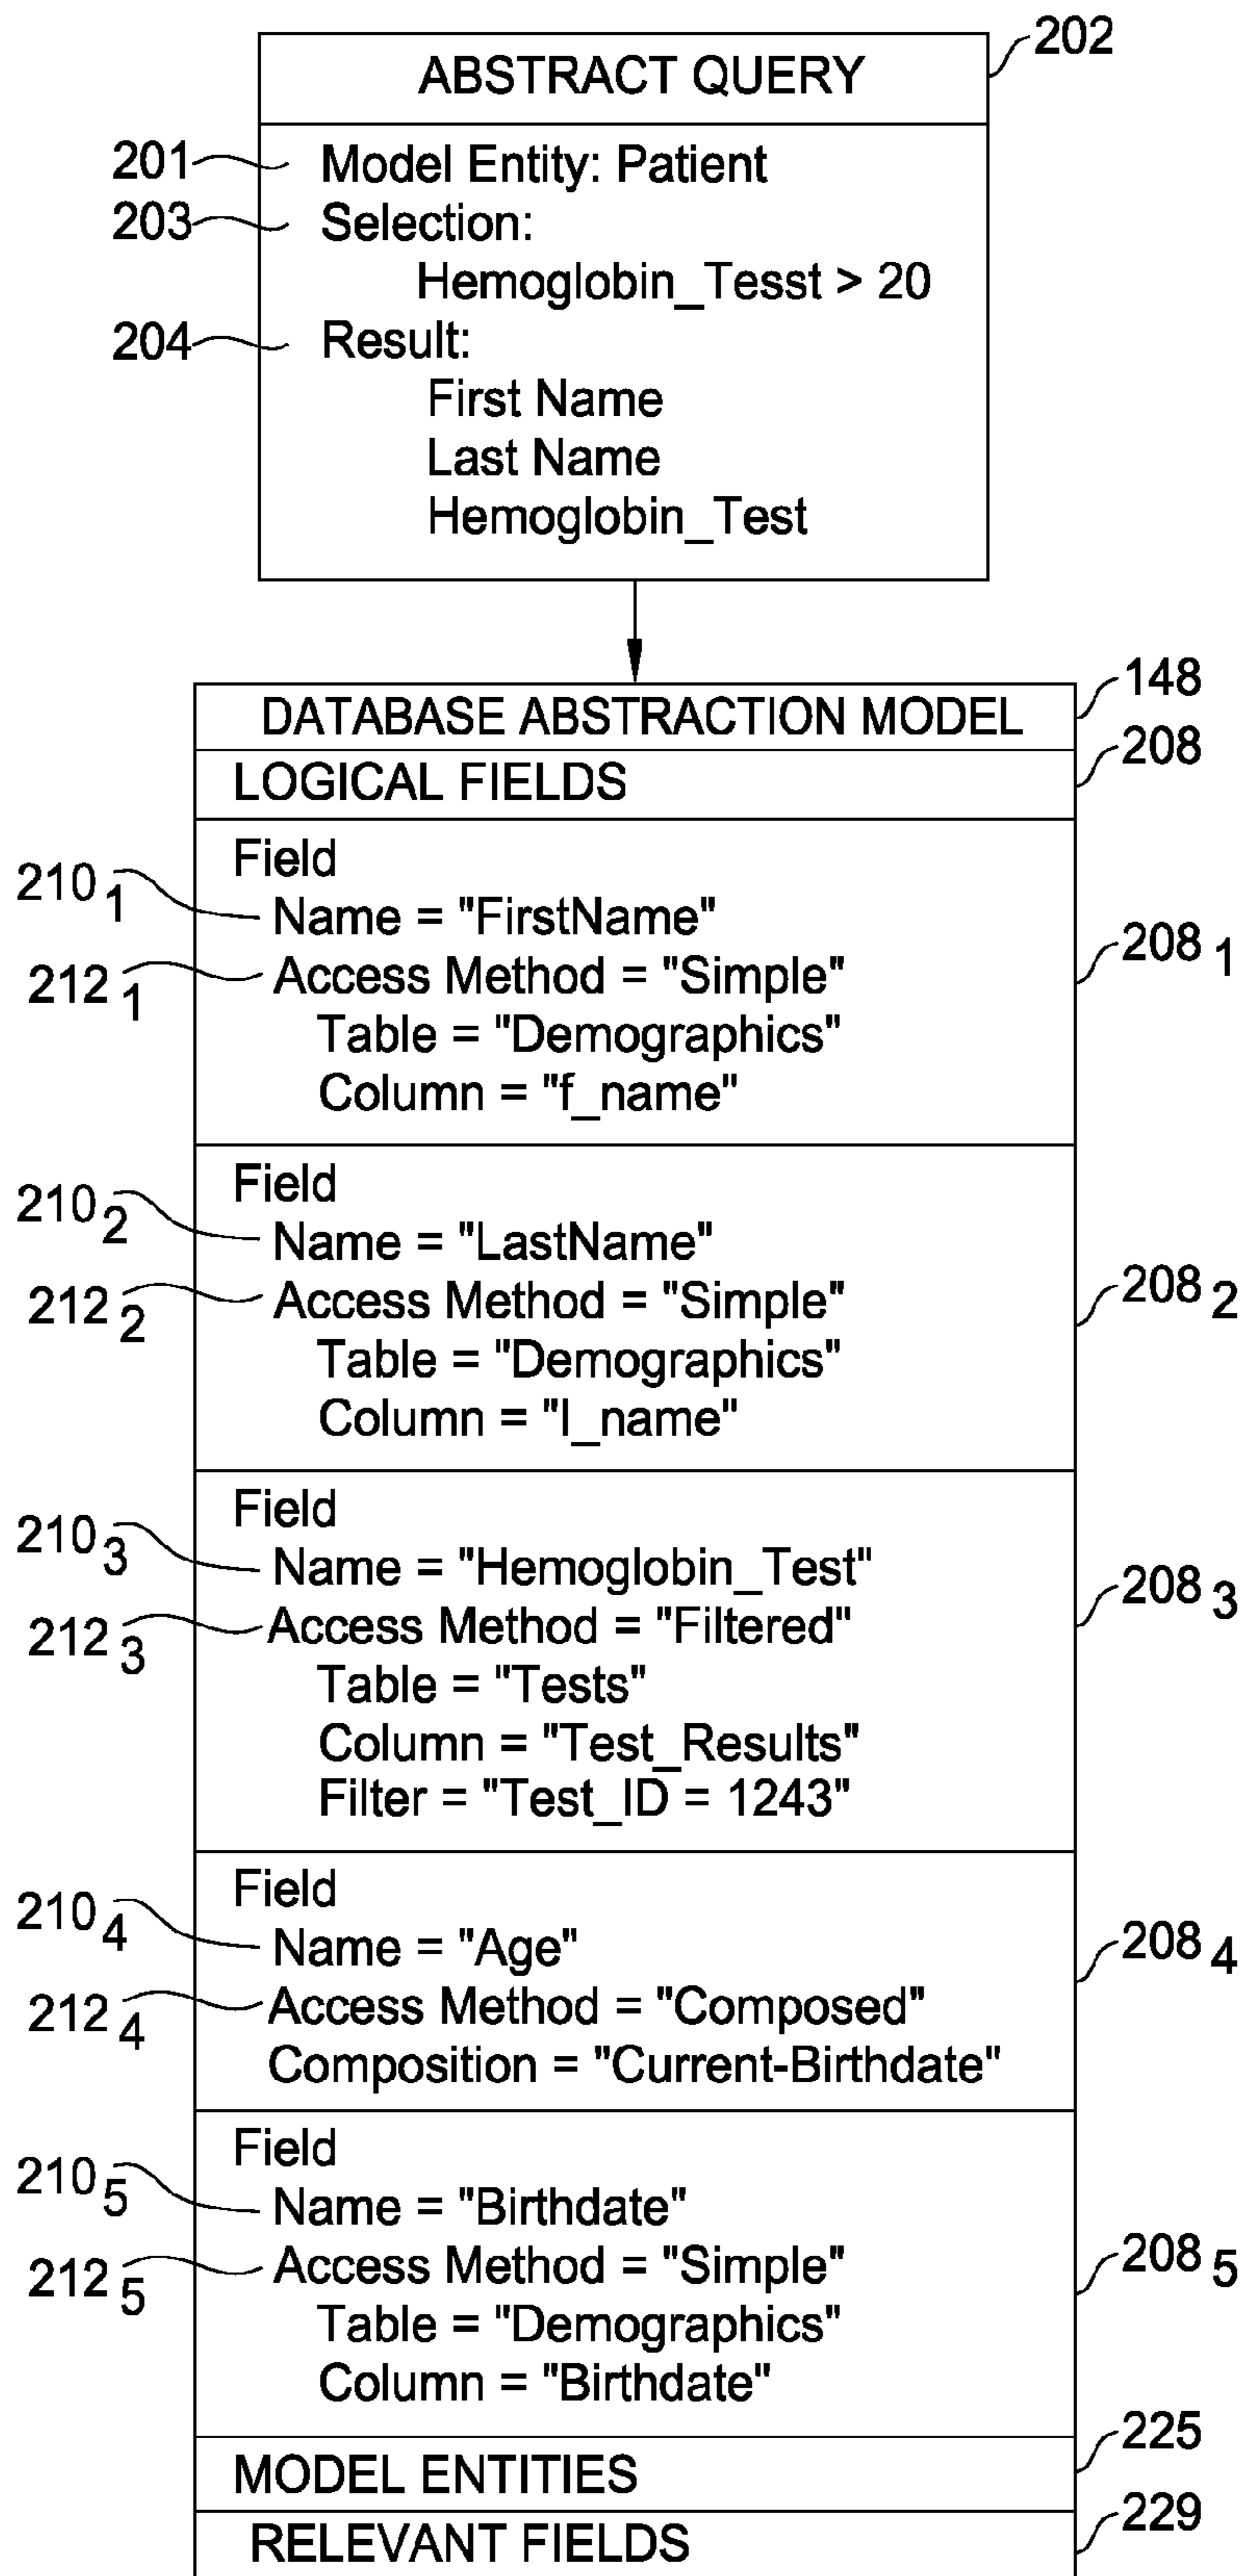 202
ABSTRACT QUERY
201 Model Entity: Patient
203 Selection:
Hemoglobin_Tesst > 20
204 Result:
First Name
Last Name
Hemoglobin_Test
148
DATABASE ABSTRACTION MODEL
208
LOGICAL FIELDS
Field
210 1 Name = "FirstName"
208 1
212 1 Access Method = "Simple"
Table = "Demographics"
Column = "f_name"
Field
210 2 Name = "LastName"
212 2 Access Method = "Simple"
208 2
Table = "Demographics"
Column = "l_name"
Field
210 3 Name = "Hemoglobin_Test"
208 3
212 3 Access Method = "Filtered"
Table = "Tests"
Column = "Test_Results"
Filter = "Test_ID = 1243"
Field
210 4 Name = "Age"
208 4
212 4 Access Method = "Composed"
Composition = "Current-Birthdate"
Field
210 5 Name = "Birthdate"
208 5
212 5 Access Method = "Simple"
Table = "Demographics"
Column = "Birthdate"
225
MODEL ENTITIES
229
RELEVANT FIELDS